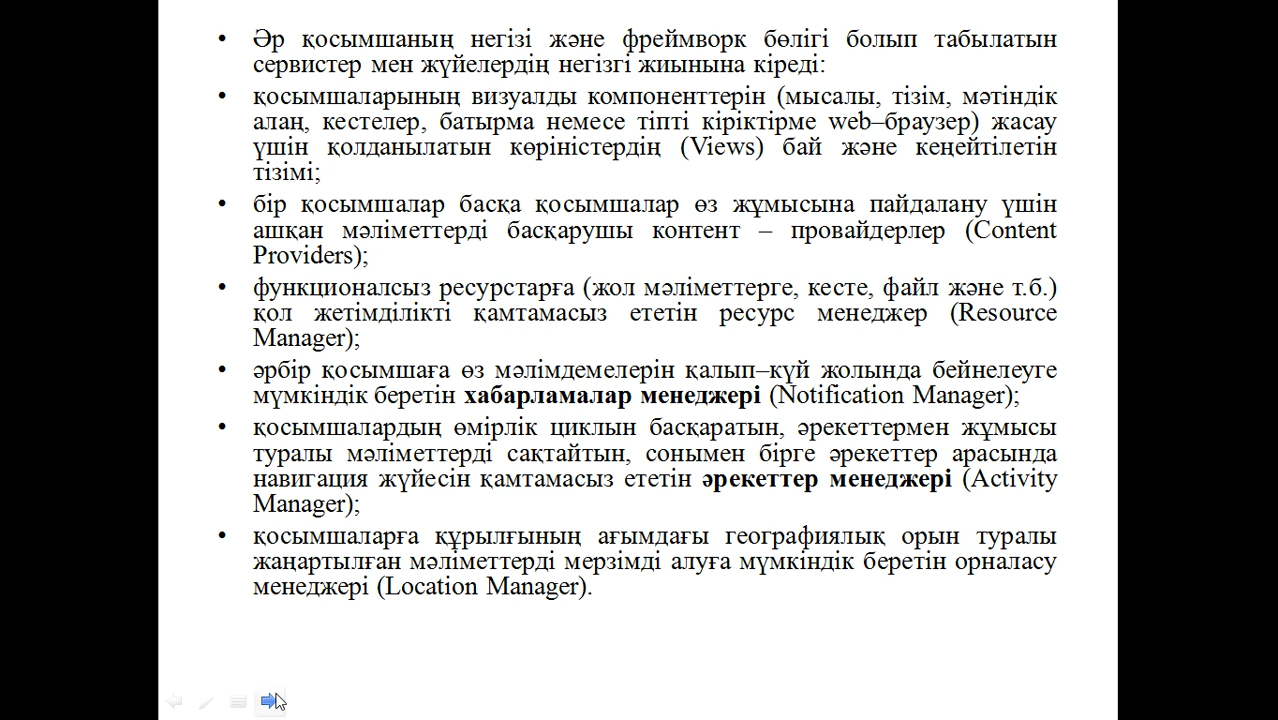 • Әр қосымшаның негізі және фреймворк бөлігі болып табылатын
сервистер мен жүйелердің негізгі жиынына кіреді:
• қосымшаларының визуалды компоненттерін (мысалы, тізім, мәтіндік
алаң, кестелер, батырма немесе тіпті кіріктірме web–браузер) жасау
үшін қолданылатын көріністердің (Views) бай және кеңейтілетін
тізімі;
• бір қосымшалар басқа қосымшалар өз жұмысына пайдалану үшін
ашқан мәліметтерді басқарушы контент – провайдерлер (Content
Providers);
• функционалсыз ресурстарға (жол мәліметтерге, кесте, файл және т.б.)
қол жетімділікті қамтамасыз ететін ресурс менеджер (Resource
Manager);
• әрбір қосымшаға өз мәлімдемелерін қалып–күй жолында бейнелеуге
мүмкіндік беретін хабарламалар менеджері (Notification Manager);
• қосымшалардың өмірлік циклын басқаратын, әрекеттермен жұмысы
туралы мәліметтерді сақтайтын, сонымен бірге әрекеттер арасында
навигация жүйесін қамтамасыз ететін әрекеттер менеджері (Activity
Manager);
• қосымшаларға құрылғының ағымдағы географиялық орын туралы
жаңартылған мәліметтерді мерзімді алуға мүмкіндік беретін орналасу
менеджері (Location Manager).